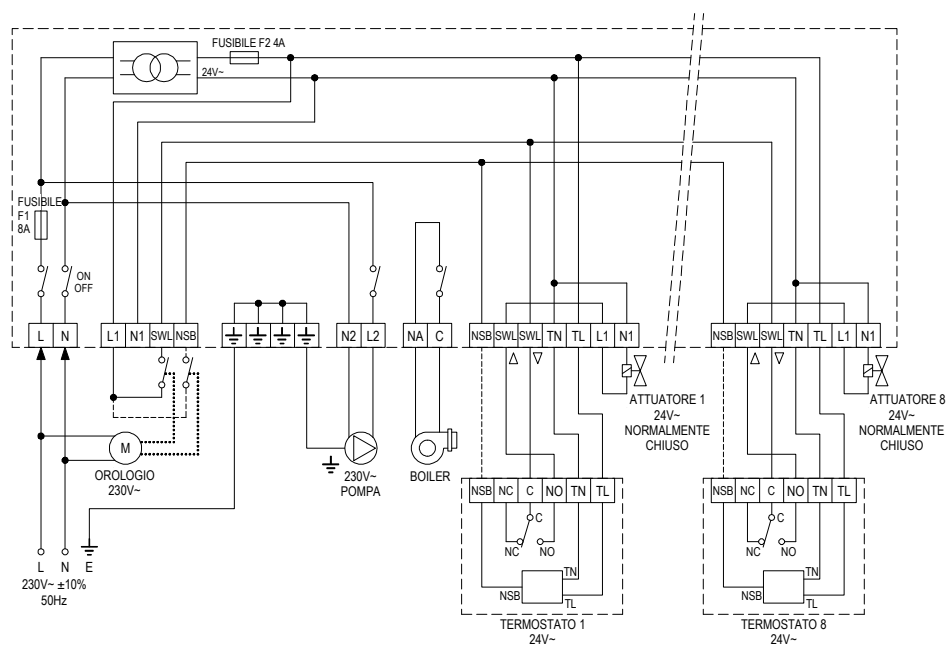 FUSIBILE F2 4A
24V~
FUSIBILE
F1
8A
ON
OFF
L N
L1 N1 SWL NSB
N2 L2
NA C
NSB SWL SWL TN TL L1 N1
NSB SWL SWL TN TL L1 N1
ATTUATORE 1
24V~
NORMALMENTE
CHIUSO
ATTUATORE 8
24V~
NORMALMENTE
CHIUSO
M
OROLOGIO
230V~
230V~
POMPA
BOILER
NSB NC C NO TN TL
C
NC NO
TN
NSB
TL
TERMOSTATO 1
24V~
NSB NC C NO TN TL
C
NC NO
TN
NSB
TL
TERMOSTATO 8
24V~
L N E
230V~ ±10%
50Hz